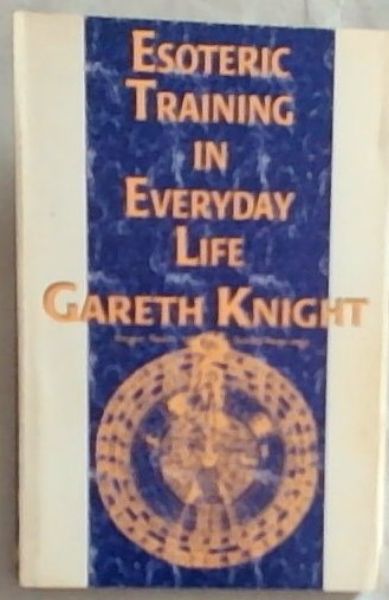 ESOTERIC
TRAINING
IN
EVERYDAY
LIFE
GARETH KNIGHT